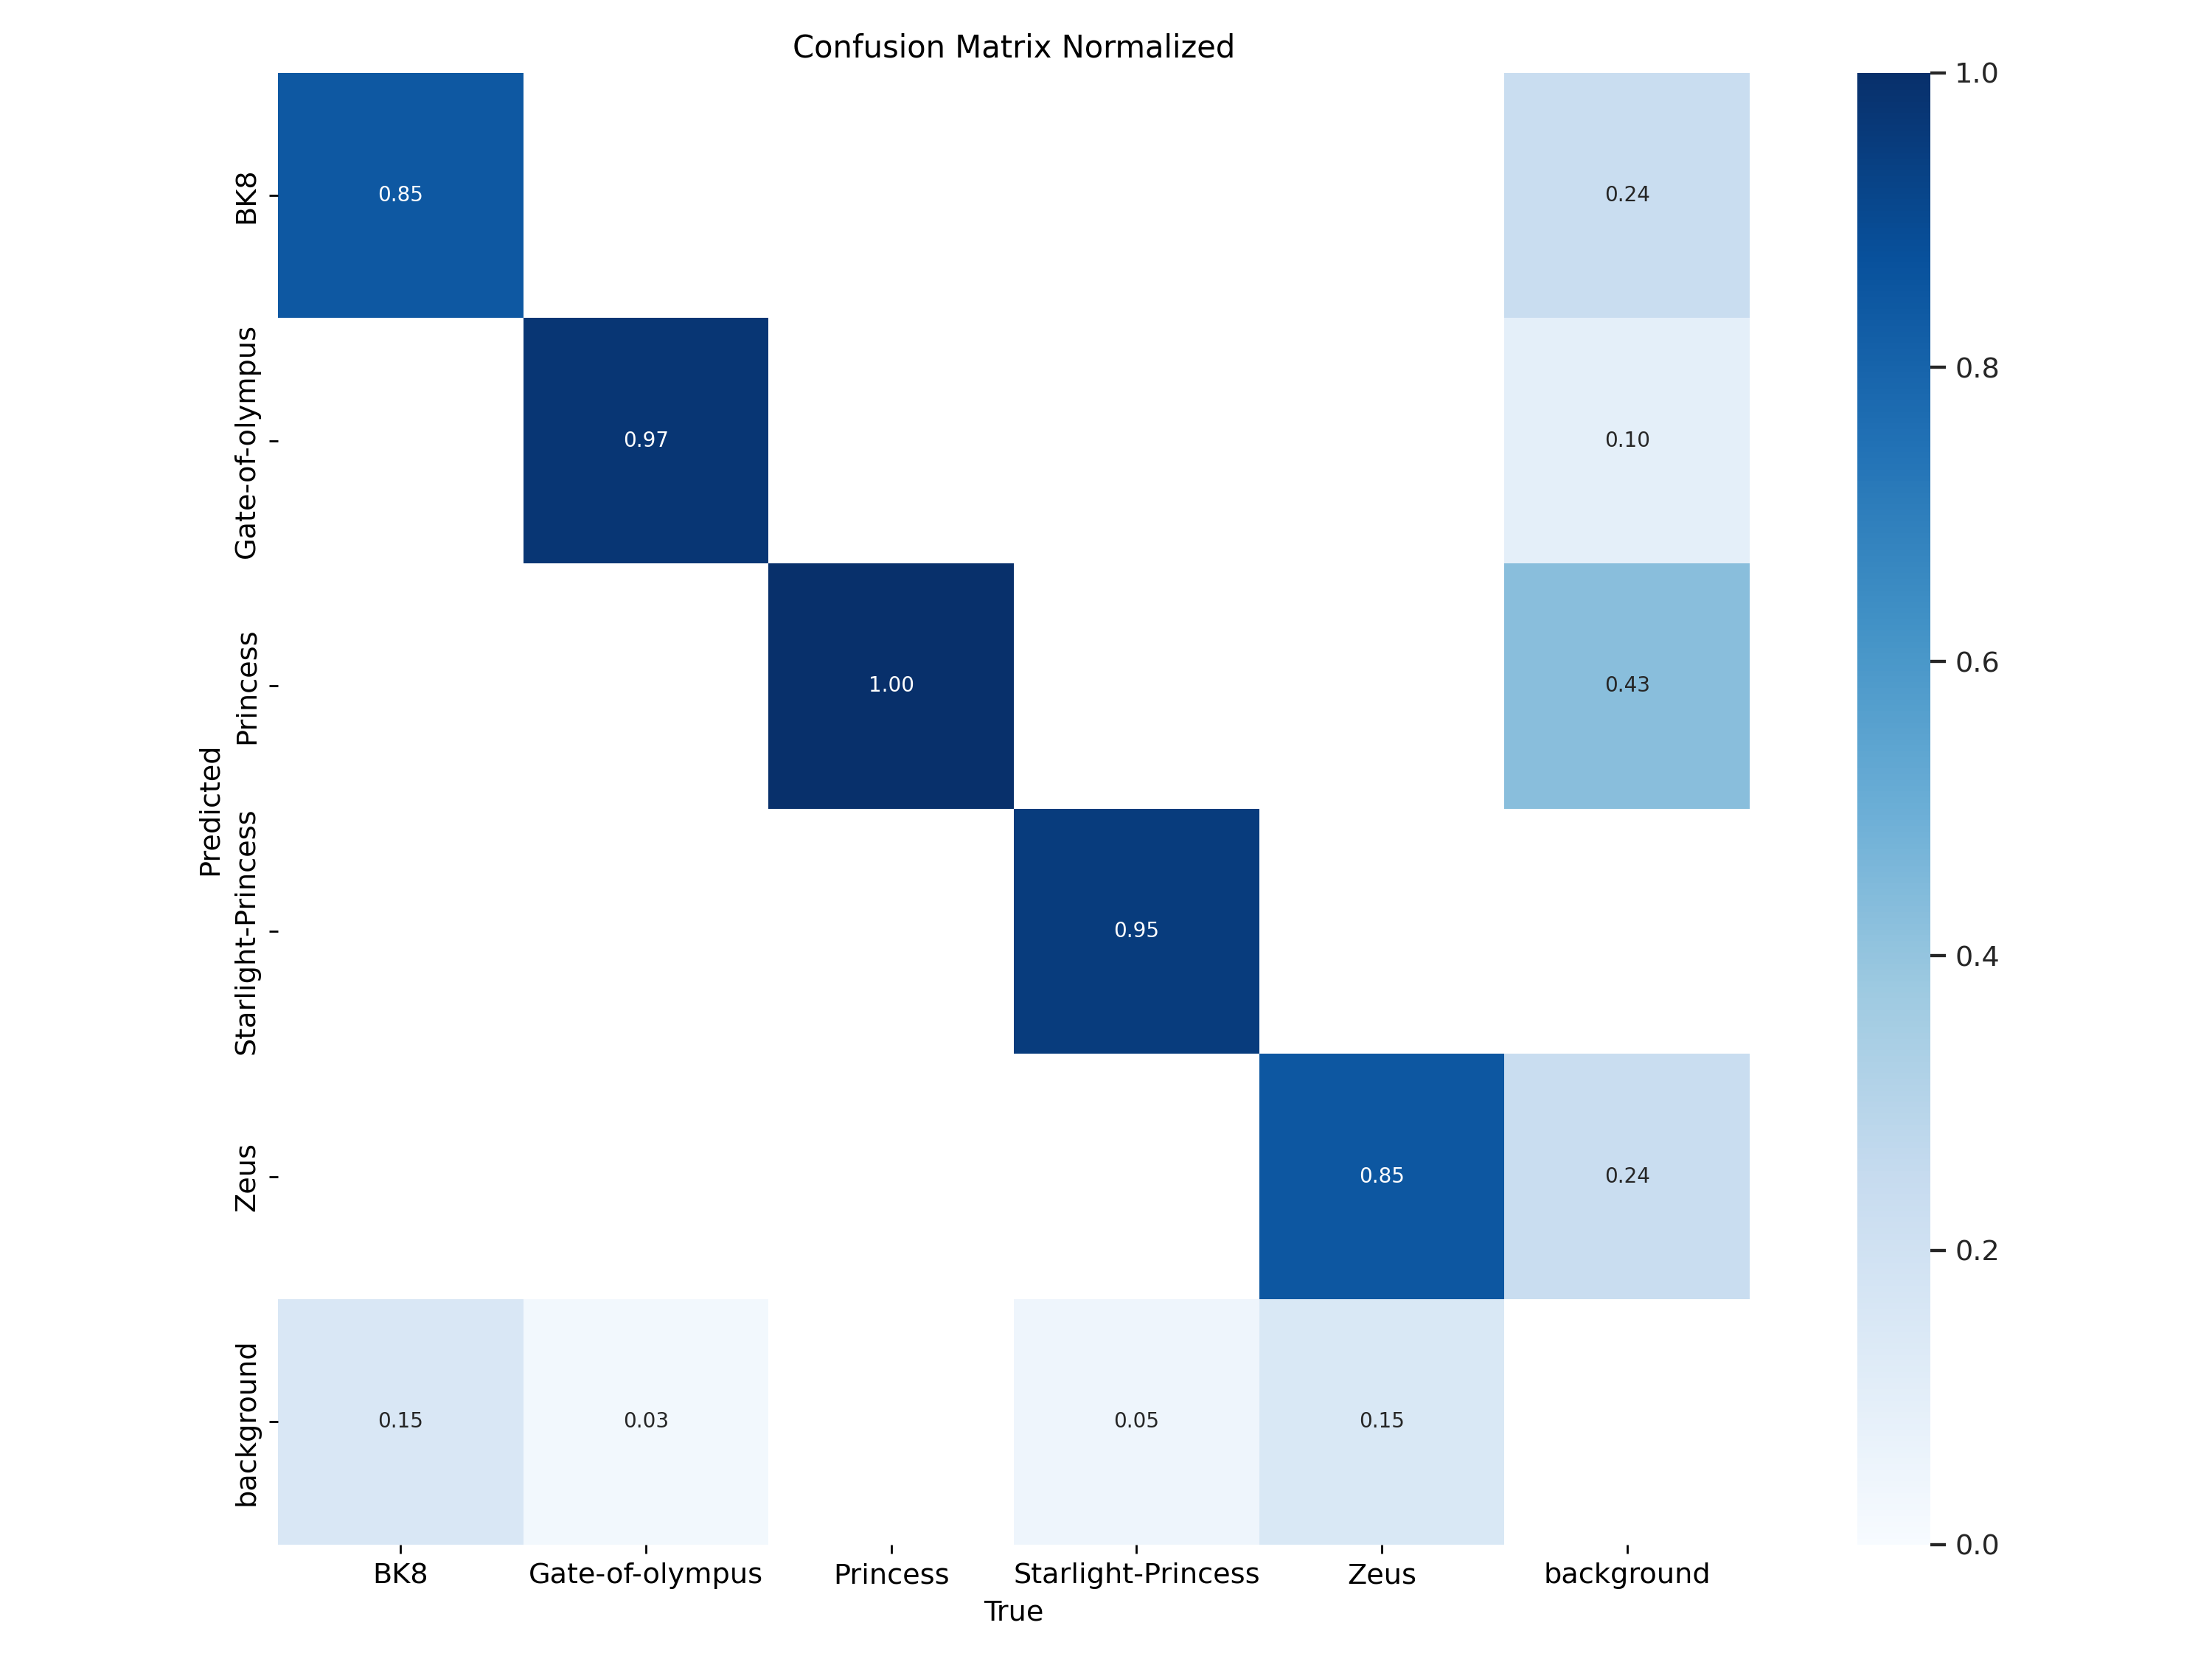 Confusion Matrix Normalized
BK8
0.85
0.24
1.0
Gate-of-olympus
0.97
0.10
0.8
Princess
1.00
0.43
0.6
Predicted
Starlight-Princess
0.95
0.4
Zeus
0.85
0.24
0.2
background
0.15
0.03
0.05
0.15
0.0
BK8 Gate-of-olympus Princess Starlight-Princess Zeus background
True